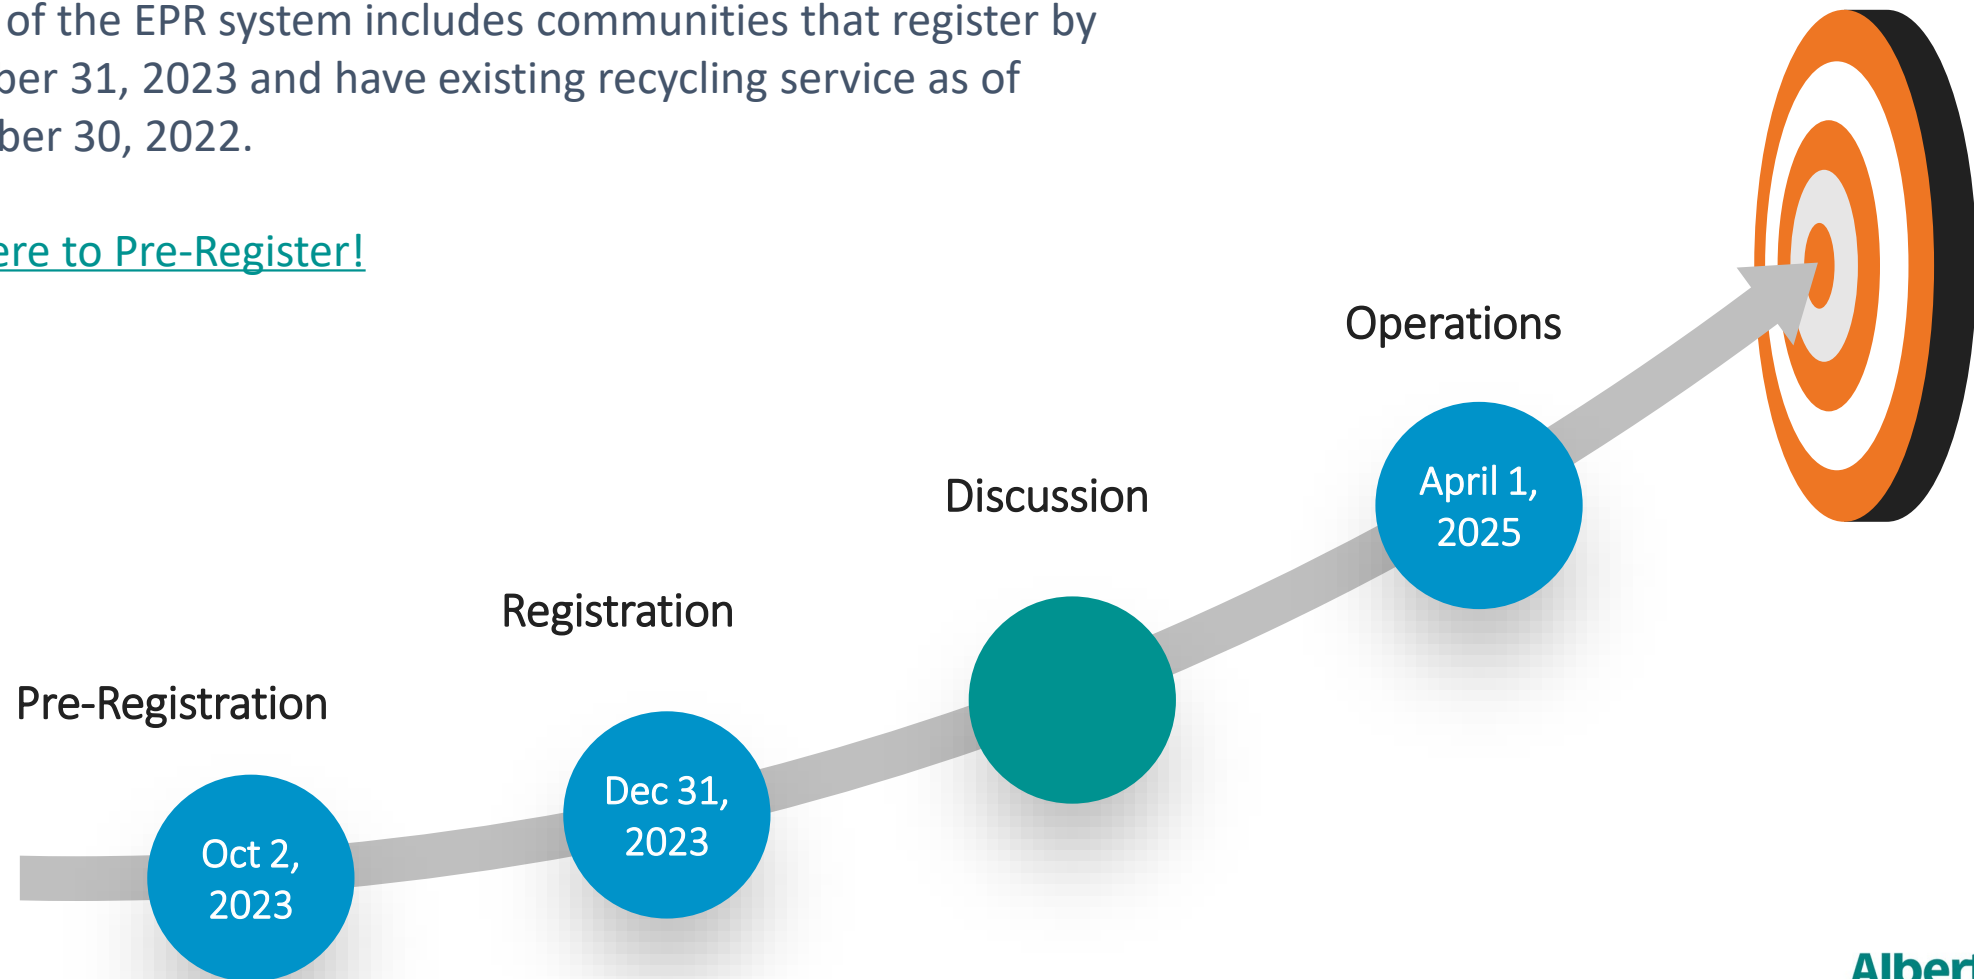 of the EPR system includes communities that register by
ber 31, 2023 and have existing recycling service as of
ber 30, 2022.
ere to Pre-Register!
Operations
April 1,
2025
Discussion
Registration
Dec 31,
2023
Pre-Registration
Oct 2,
2023
Albert